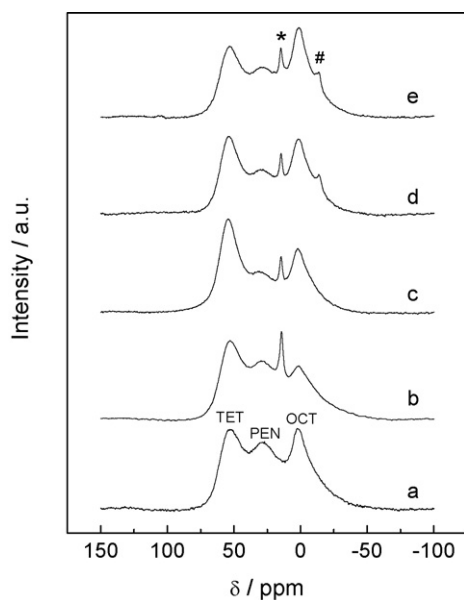 *
#
e
d
c
b
TET
PEN
OCT
a
150 100 50 0 -50 -100
δ / ppm
Intensity / a.u.